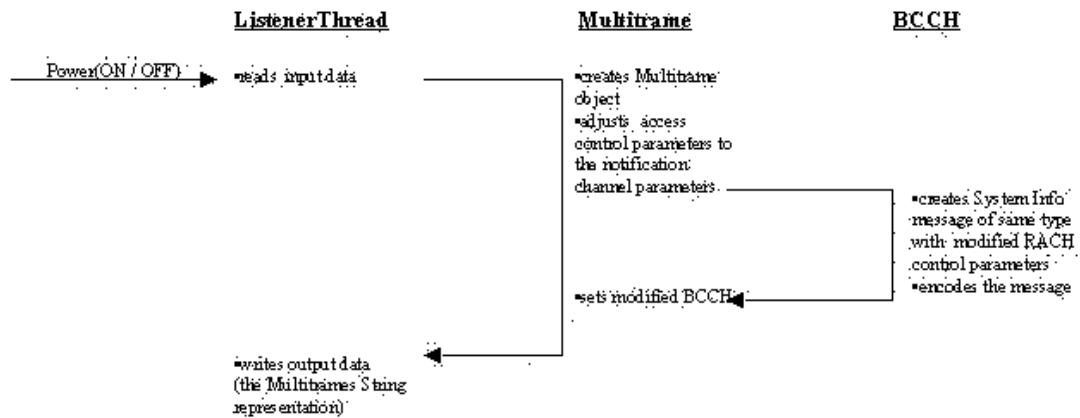 ListenerThread
Multiframe
BCCH
Power(ON / OFF)
•reads input data
•creates Multiframe
object
•adjusts access
control parameters to
the notification
channel parameters
•creates System Info
message of same type
with modified RACH
control parameters
•encodes the message
•sets modified BCCH
•writes output data
(the Multiframes String
representation)